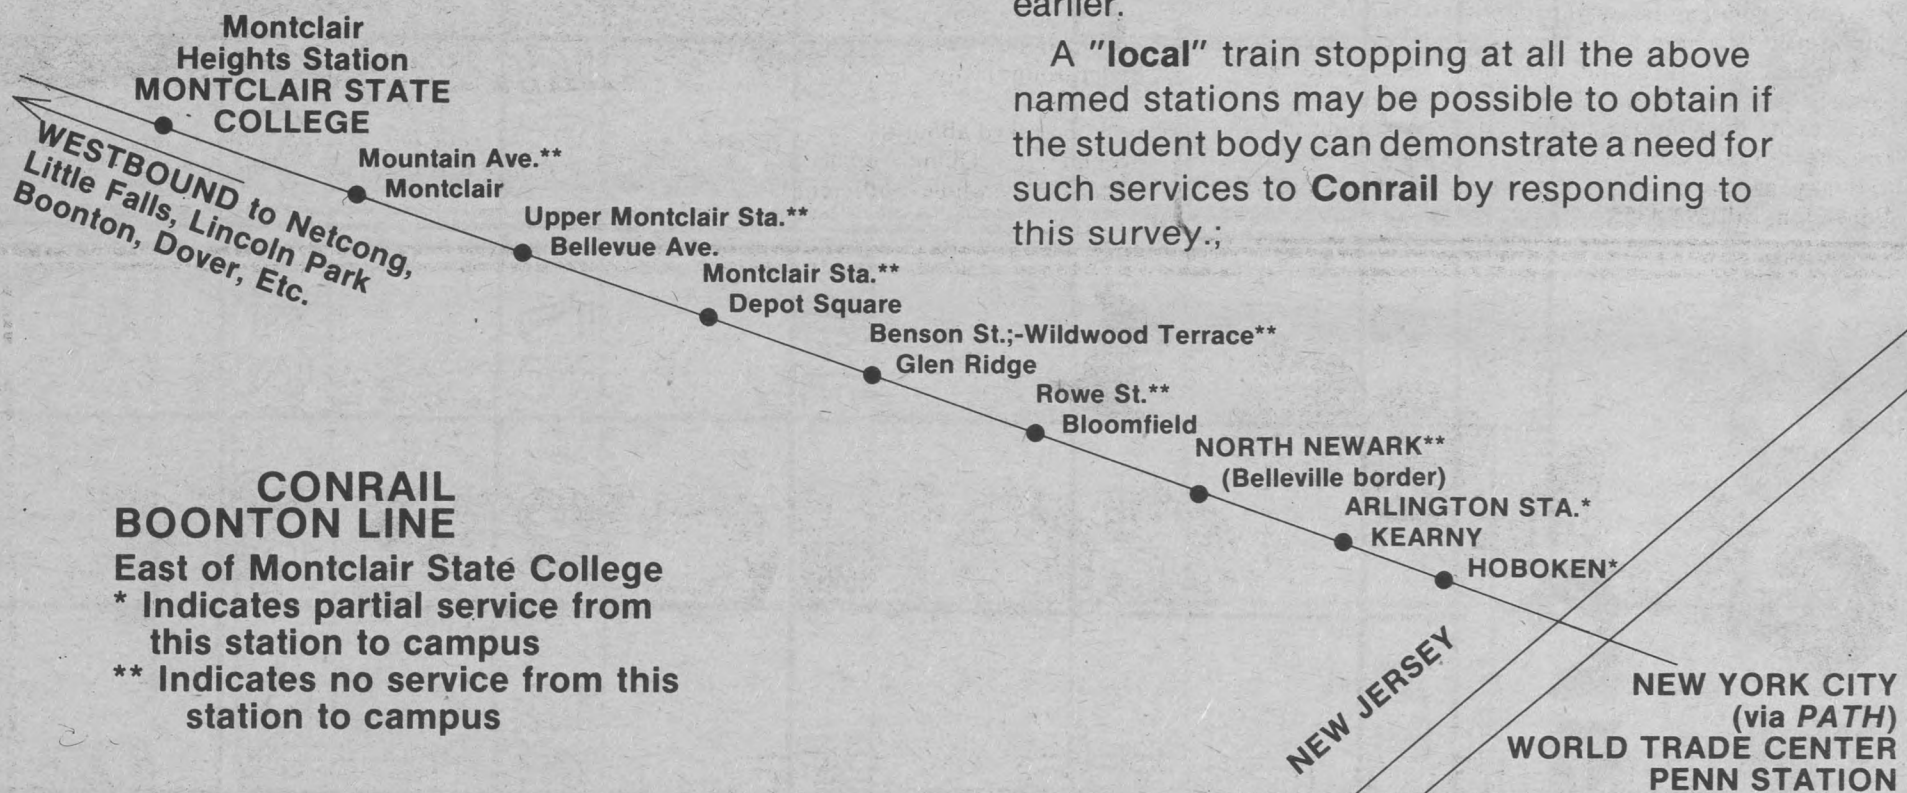 earlier.
A "local" train stopping at all the above
named stations may be possible to obtain if
the student body can demonstrate a need for
such services to Conrail by responding to
this survey.;
Montclair
Heights Station
MONTCLAIR STATE
COLLEGE
WESTBOUND to Netcong,
Little Falls, Lincoln Park
Boonton, Dover, Etc.
Mountain Ave.**
Montclair
Upper Montclair Sta.**
Bellevue Ave.
Montclair Sta.**
Depot Square
Benson St.;-Wildwood Terrace**
Glen Ridge
Rowe St.**
Bloomfield
NORTH NEWARK**
(Belleville border)
ARLINGTON STA.*
KEARNY
HOBOKEN*
CONRAIL
BOONTON LINE
East of Montclair State College
* Indicates partial service from
this station to campus
** Indicates no service from this
station to campus
NEW JERSEY
NEW YORK CITY
(via PATH)
WORLD TRADE CENTER
PENN STATION